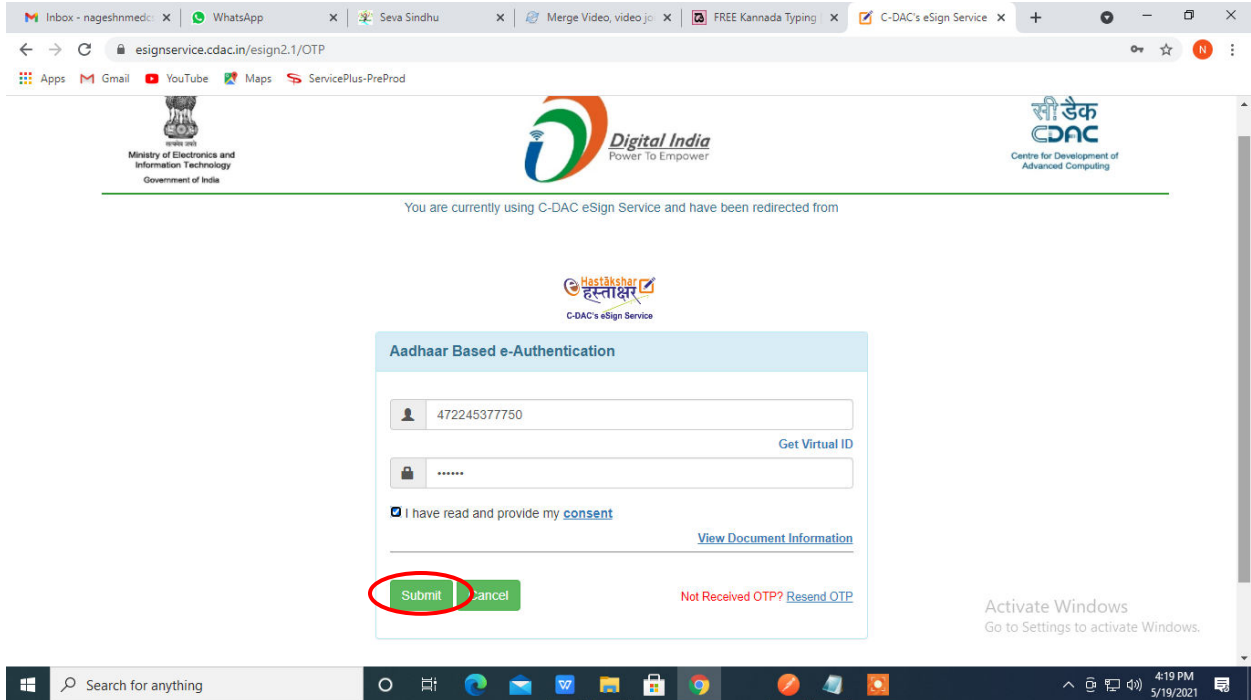 Inbox - nageshnmedc
WhatsApp
Seva Sindhu
Merge Video, video jo
FREE Kannada Typing
C-DAC's eSign Service
esignservice.cdac.in/esign2.1/OTP
N
Apps
Gmail
YouTube
Maps
ServicePlus-PreProd
सत्यमेव जयते
Ministry of Electronics and
Information Technology
Government of India
Digital India
Power To Empower
सी डैक
CDAC
Centre for Development of
Advanced Computing
You are currently using C-DAC eSign Service and have been redirected from
e Hastākshar
हस्ताक्षर
C-DAC's eSign Service
Aadhaar Based e-Authentication
472245377750
Get Virtual ID
••••••
I have read and provide my consent
View Document Information
Submit
Cancel
Not Received OTP? Resend OTP
Activate Windows
Go to Settings to activate Windows.
Search for anything
4:19 PM
5/19/2021